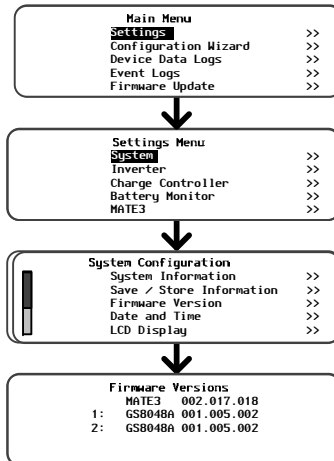 Main Menu
Settings >>
Configuration Wizard >>
Device Data Logs >>
Event Logs >>
Firmware Update >>
Settings Menu
System >>
Inverter >>
Charge Controller >>
Battery Monitor >>
MATE3 >>
System Configuration
System Information >>
Save / Store Information >>
Firmware Version >>
Date and Time >>
LCD Display >>
Firmware Versions
MATE3 002.017.018
1: GS8048A 001.005.002
2: GS8048A 001.005.002